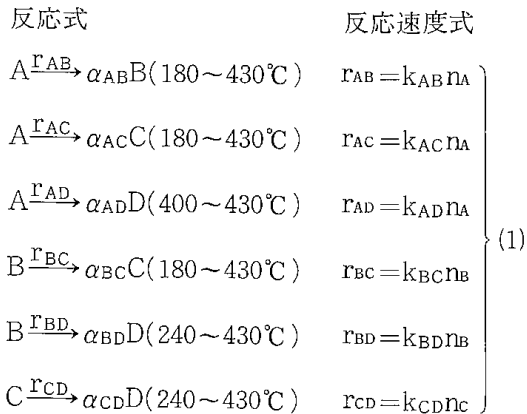 反応式 反応速度式
A →rAB αABB(180～430℃) rAB=kABnA
A →rAC αACC(180～430℃) rAC=kACnA
A →rAD αADD(400～430℃) rAD=kADnA
B →rBC αBCC(180～430℃) rBC=kBCnB
B →rBD αBDD(240～430℃) rBD=kBDnB
C →rCD αCDD(240～430℃) rCD=kCDnC
(1)